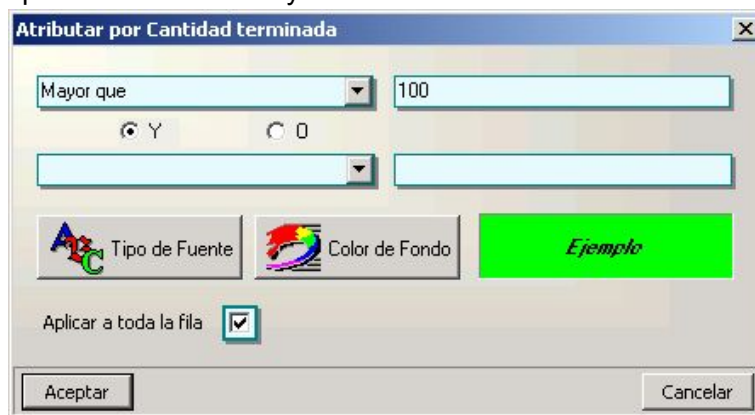 Atributar por Cantidad terminada
Mayor que 100
Y O
Tipo de Fuente Color de Fondo Ejemplo
Aplicar a toda la fila
Aceptar Cancelar